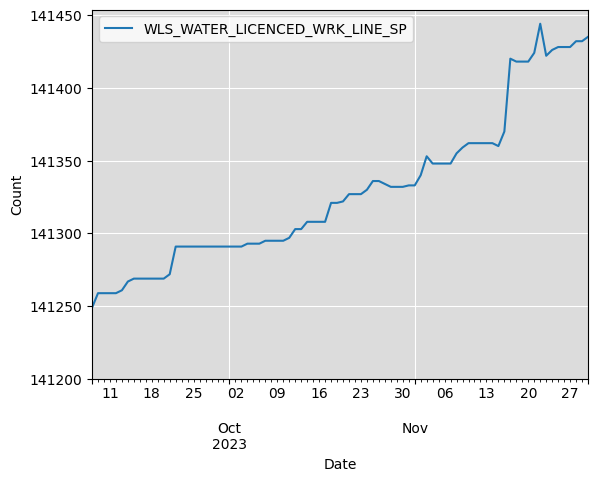 WLS_WATER_LICENCED_WRK_LINE_SP
141450
141400
141350
141300
141250
141200
Count
11 18 25 02 09 16 23 30 06 13 20 27
Oct Nov
2023
Date